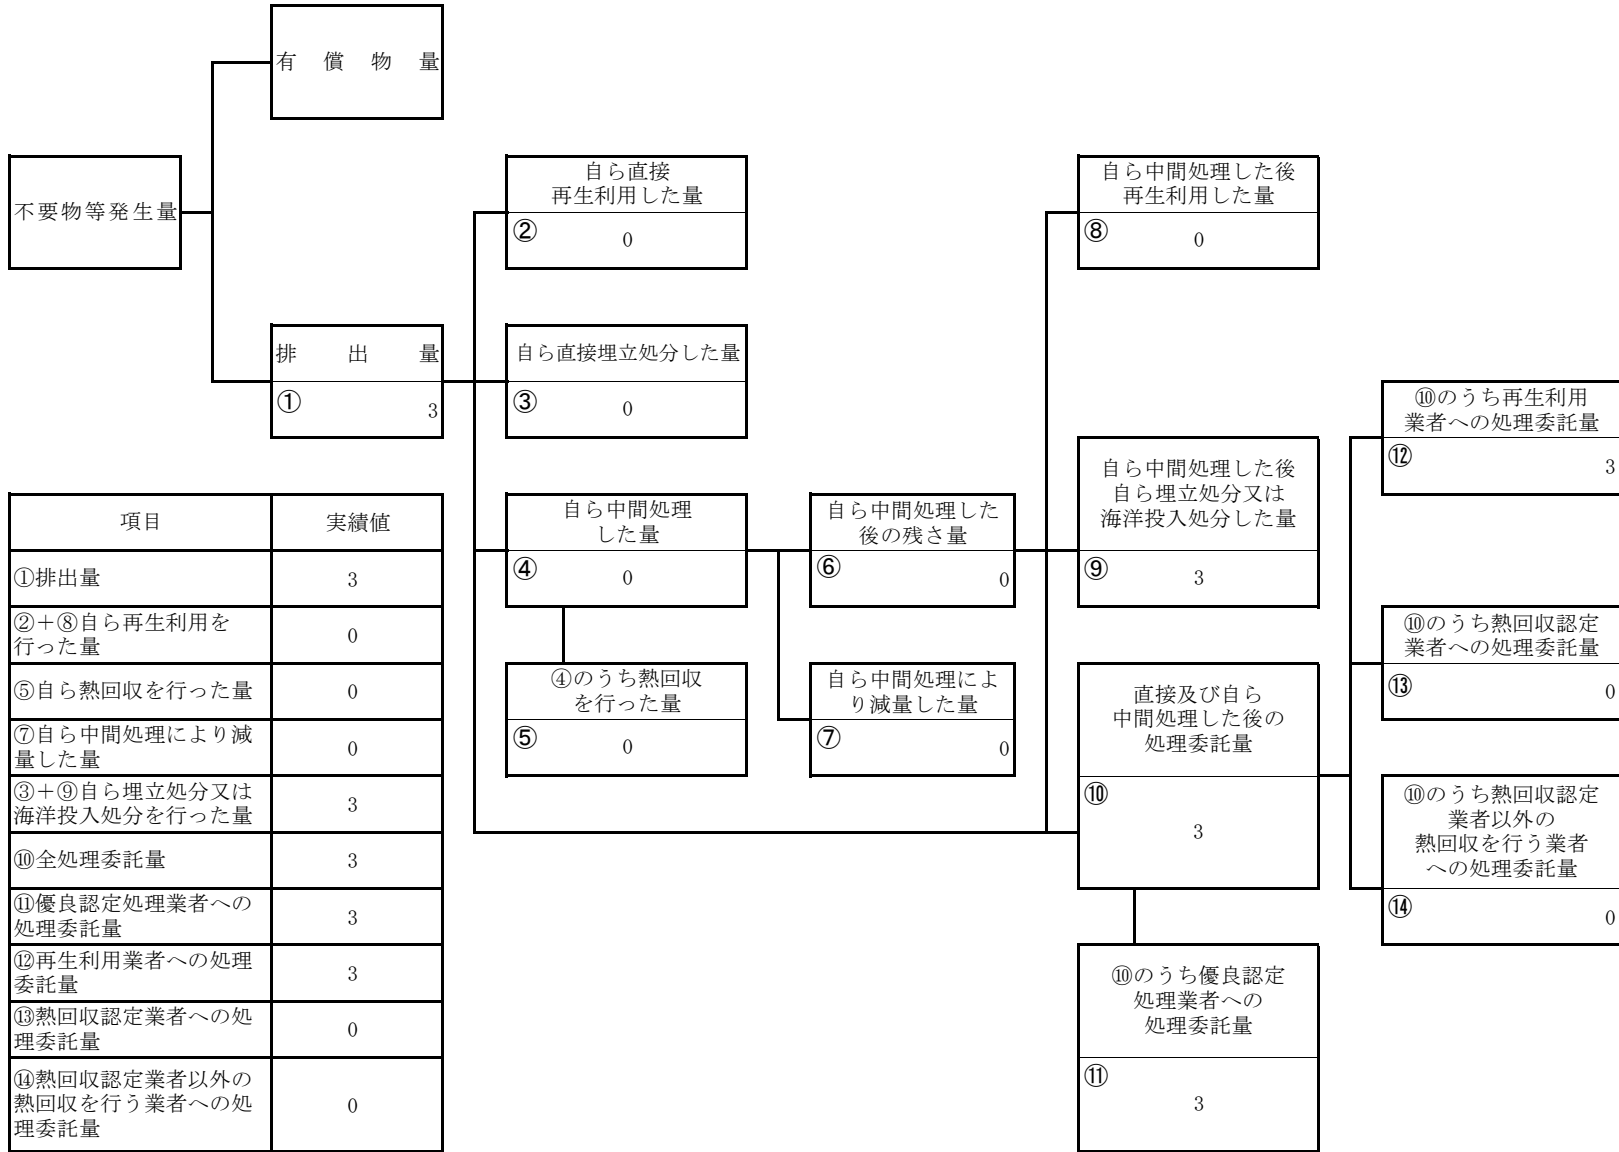 有償物量
不要物等発生量
排出量
① 3
自ら直接
再生利用した量
② 0
自ら直接埋立処分した量
③ 0
自ら中間処理
した量
④ 0
④のうち熱回収
を行った量
⑤ 0
自ら中間処理した
後の残さ量
⑥ 0
自ら中間処理によ
り減量した量
⑦ 0
自ら中間処理した後
再生利用した量
⑧ 0
自ら中間処理した後
自ら埋立処分又は
海洋投入処分した量
⑨ 3
直接及び自ら
中間処理した後の
処理委託量
⑩
3
⑩のうち優良認定
処理業者への
処理委託量
⑪
3
⑩のうち再生利用
業者への処理委託量
⑫ 3
⑩のうち熱回収認定
業者への処理委託量
⑬ 0
⑩のうち熱回収認定
業者以外の
熱回収を行う業者
への処理委託量
⑭ 0
項目 実績値
①排出量 3
②+⑧自ら再生利用を
行った量 0
⑤自ら熱回収を行った量 0
⑦自ら中間処理により減
量した量 0
③+⑨自ら埋立処分又は
海洋投入処分を行った量 3
⑩全処理委託量 3
⑪優良認定処理業者への
処理委託量 3
⑫再生利用業者への処理
委託量 3
⑬熱回収認定業者への処
理委託量 0
⑭熱回収認定業者以外の
熱回収を行う業者への処
理委託量 0